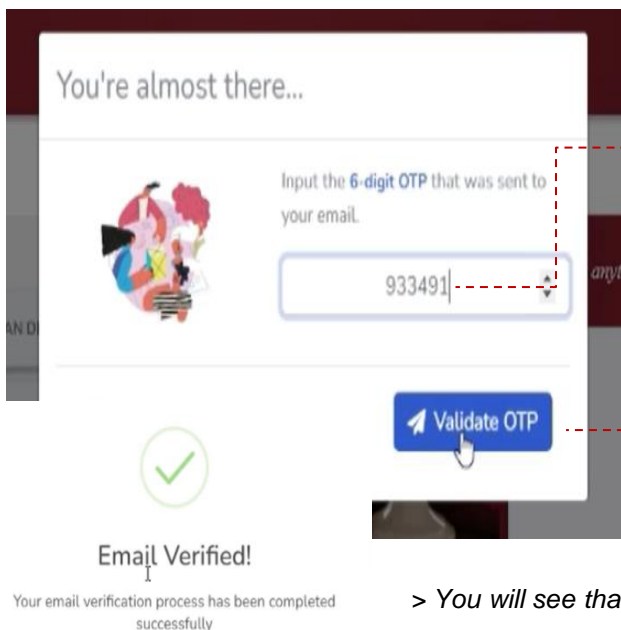 You're almost there...
Input the 6-digit OTP that was sent to
your email.
933491
Validate OTP
Email Verified!
Your email verification process has been completed
successfully
> You will see tha